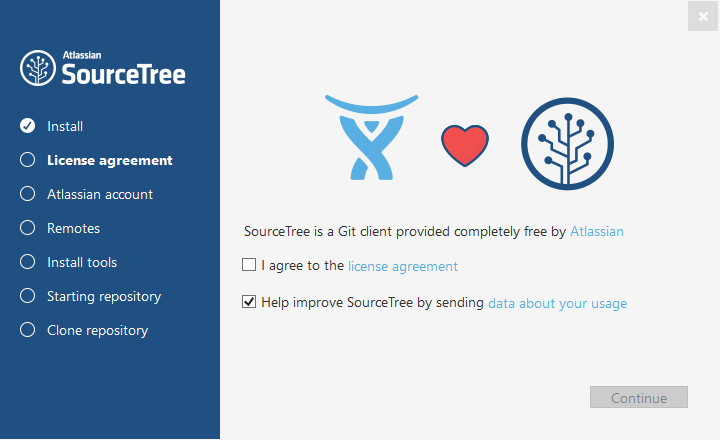 Atlassian
SourceTree
Install
License agreement
Atlassian account
Remotes
Install tools
Starting repository
Clone repository
SourceTree is a Git client provided completely free by Atlassian
I agree to the license agreement
Help improve SourceTree by sending data about your usage
Continue